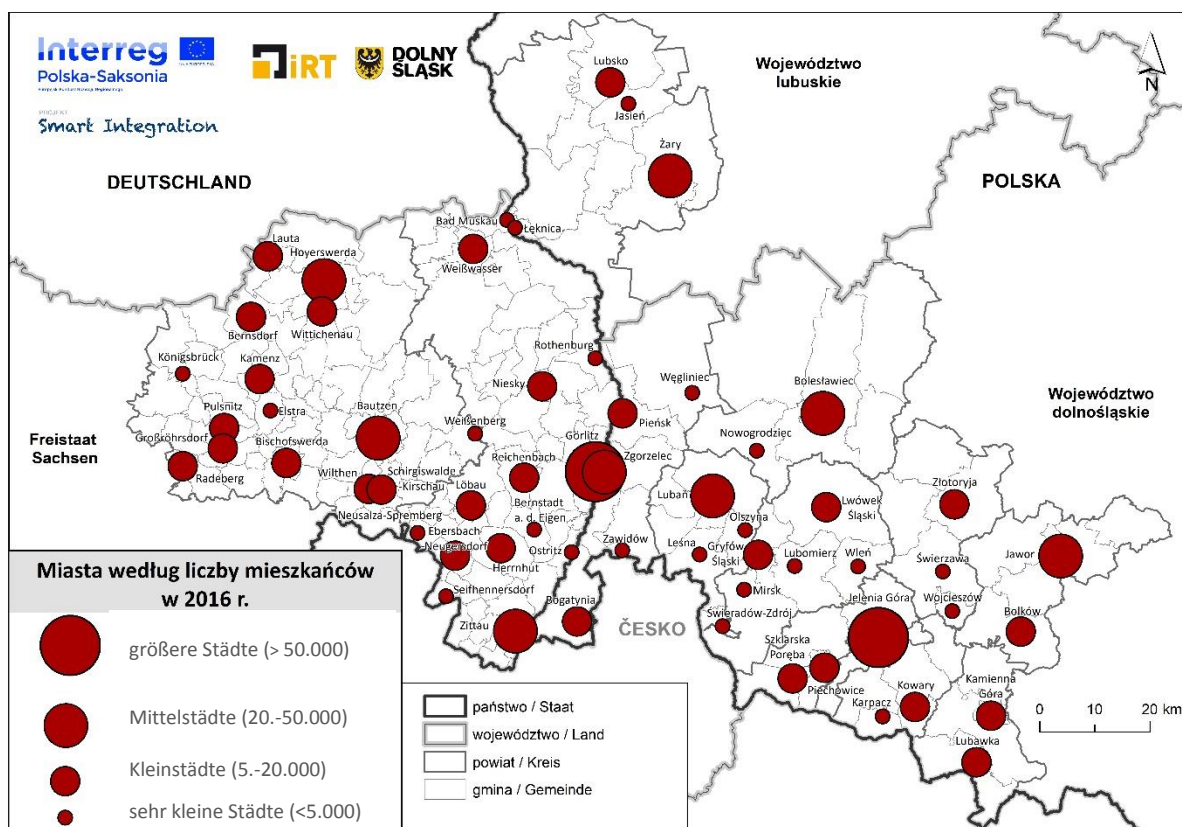 Interreg
Polska-Saksonia
iRT
DOLNY
ŚLĄSK
Smart Integration
DEUTSCHLAND
POLSKA
Województwo
lubuskie
Województwo
dolnośląskie
Freistaat
Sachsen
ČESKO
N
Lubsko
Jasień
Żary
Bad Muskau
Łęknica
Weißwasser
Lauta
Hoyerswerda
Bernsdorf
Wittichenau
Königsbrück
Kamenz
Elstra
Pulsnitz
Großröhrsdorf
Radeberg
Bischofswerda
Bautzen
Wilthen
Schirgiswalde
-Kirschau
Neusalza-Spremberg
Rothenburg
Niesky
Weißenberg
Görlitz
Zgorzelec
Reichenbach
Löbau
Bernstadt
a. d. Eigen
Ebersbach
Neugersdorf
Herrnhut
Ostritz
Seifhennersdorf
Zittau
Bogatynia
Zawidów
Węgliniec
Pieńsk
Bolesławiec
Nowogrodziec
Lubań
Olszyna
Leśna
Gryfów
Śląski
Lubomierz
Wleń
Lwówek
Śląski
Mirsk
Świeradów-Zdrój
Złotoryja
Świerzawa
Wojcieszów
Jawor
Bolków
Jelenia Góra
Szklarska
Poręba
Piechowice
Karpacz
Kowary
Kamienna
Góra
Lubawka
0 10 20 km
Miasta według liczby mieszkańców
w 2016 r.
größere Städte (> 50.000)
Mittelstädte (20.-50.000)
Kleinstädte (5.-20.000)
sehr kleine Städte (<5.000)
państwo / Staat
województwo / Land
powiat / Kreis
gmina / Gemeinde